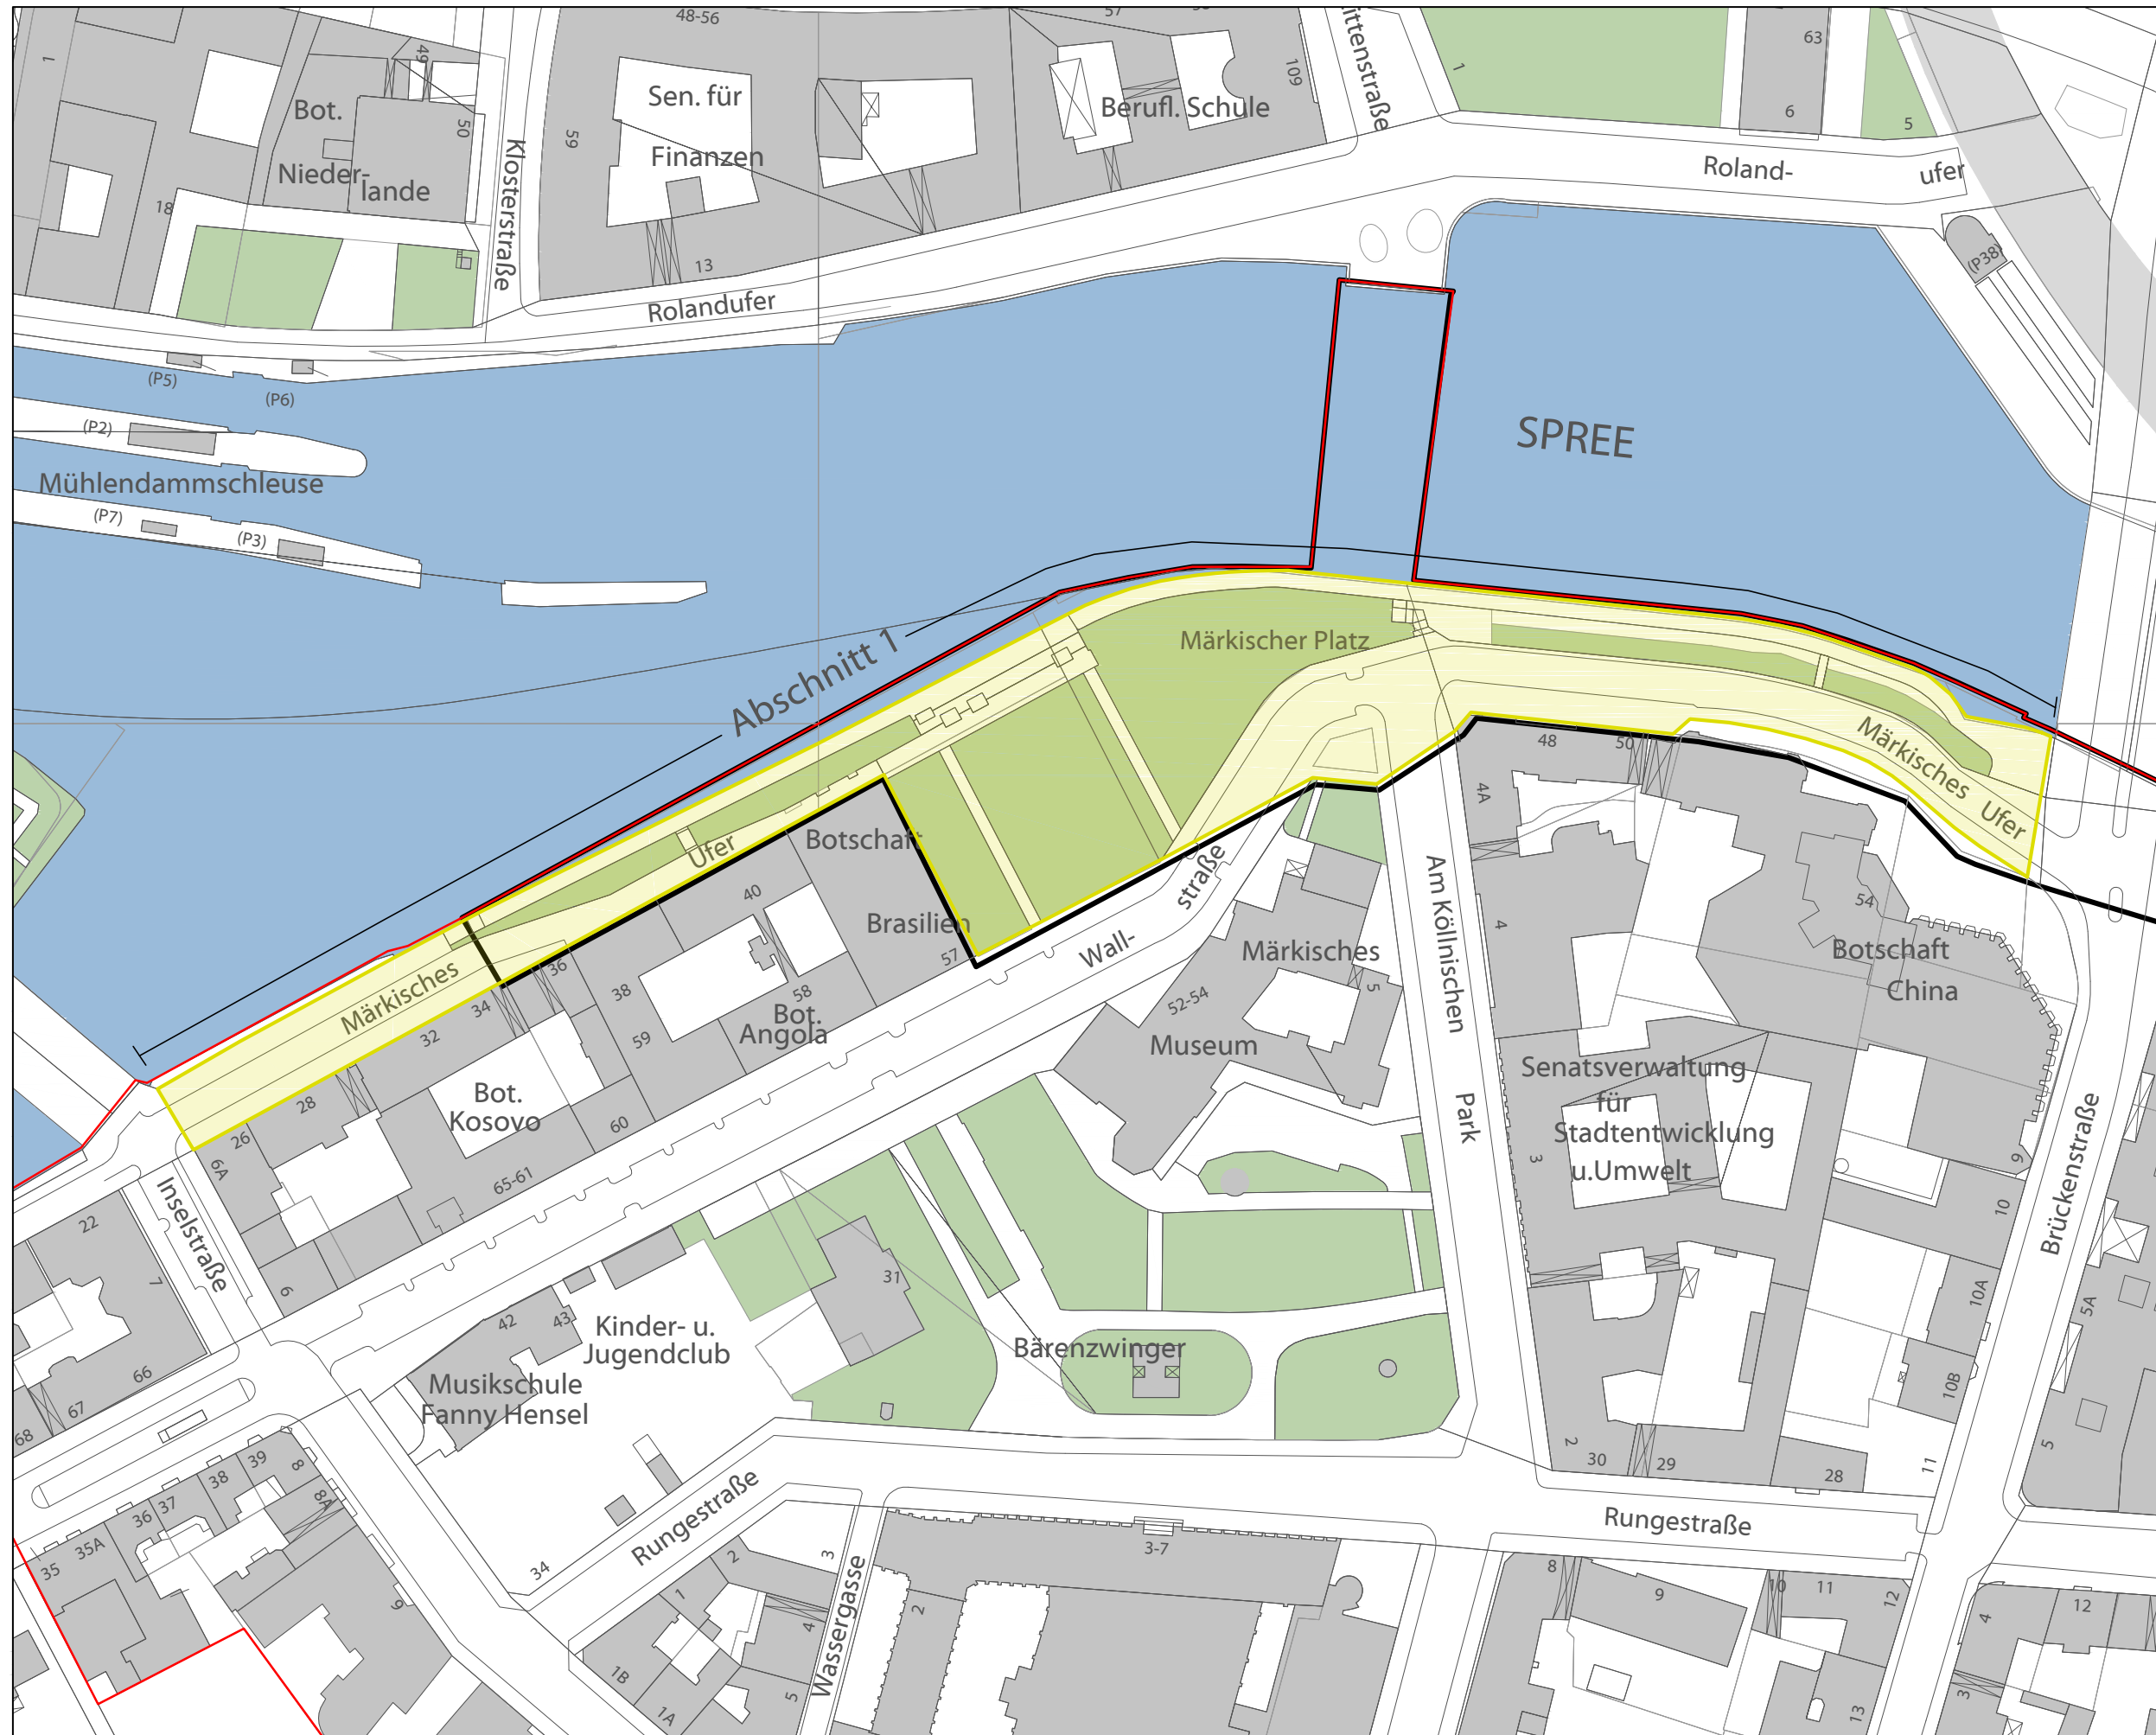 48-56
57
1
49
63
109
1
Sen. für
Berufl. Schule
Bot.
50
59
6
5
ittenstraße
Finanzen
Klosterstraße
Roland-
ufer
Nieder-
lande
18
13
(P38)
Rolandufer
(P5)
(P6)
(P2)
SPREE
Mühlendammschleuse
(P7)
(P3)
Abschnitt 1
Märkischer Platz
48
50
Märkisches
Ufer
4A
Ufer
Botschaft
40
Am Köllnischen
Park
straße
54
Brasilien
57
Wall-
4
Märkisches
Botschaft
China
Märkisches
36
38
34
32
58
Bot.
Angola
59
52-54
5
Museum
Senatsverwaltung
für
Stadtentwicklung
u.Umwelt
28
Bot.
Kosovo
60
26
6A
65-61
3
9
Brückenstraße
Inselstraße
22
7
10
6
31
10A
5A
42
43
Kinder- u.
Jugendclub
Bärenzwinger
66
67
68
Musikschule
Fanny Hensel
10B
39
38
37
36
35A
35
8
8A
2
30
29
28
11
5
Rungestraße
Rungestraße
34
2
3
3-7
8
9
10
11
12
1
Wassergasse
2
4
4
12
9
1B
1A
5
13
3